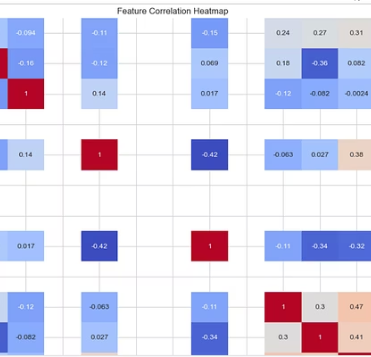 Feature Correlation Heatmap
-0.094 -0.11 -0.15 0.24 0.27 0.31
-0.16 -0.12 0.069 0.18 -0.36 0.082
1 0.14 0.017 -0.12 -0.082 -0.0024
0.14 1 -0.42 -0.063 0.027 0.38
0.017 -0.42 1 -0.11 -0.34 -0.32
-0.12 -0.063 -0.11 1 0.3 0.47
-0.082 0.027 -0.34 0.3 1 0.41